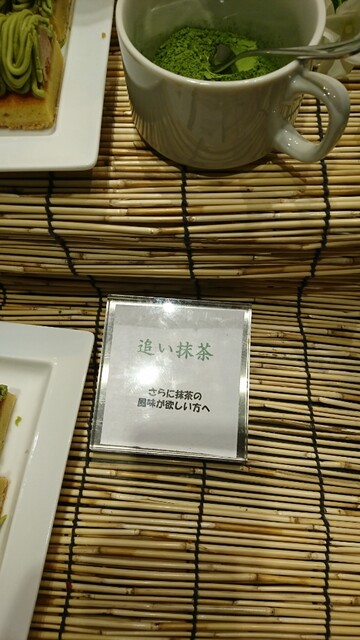 追い抹茶
さらに抹茶の
風味が欲しい方へ